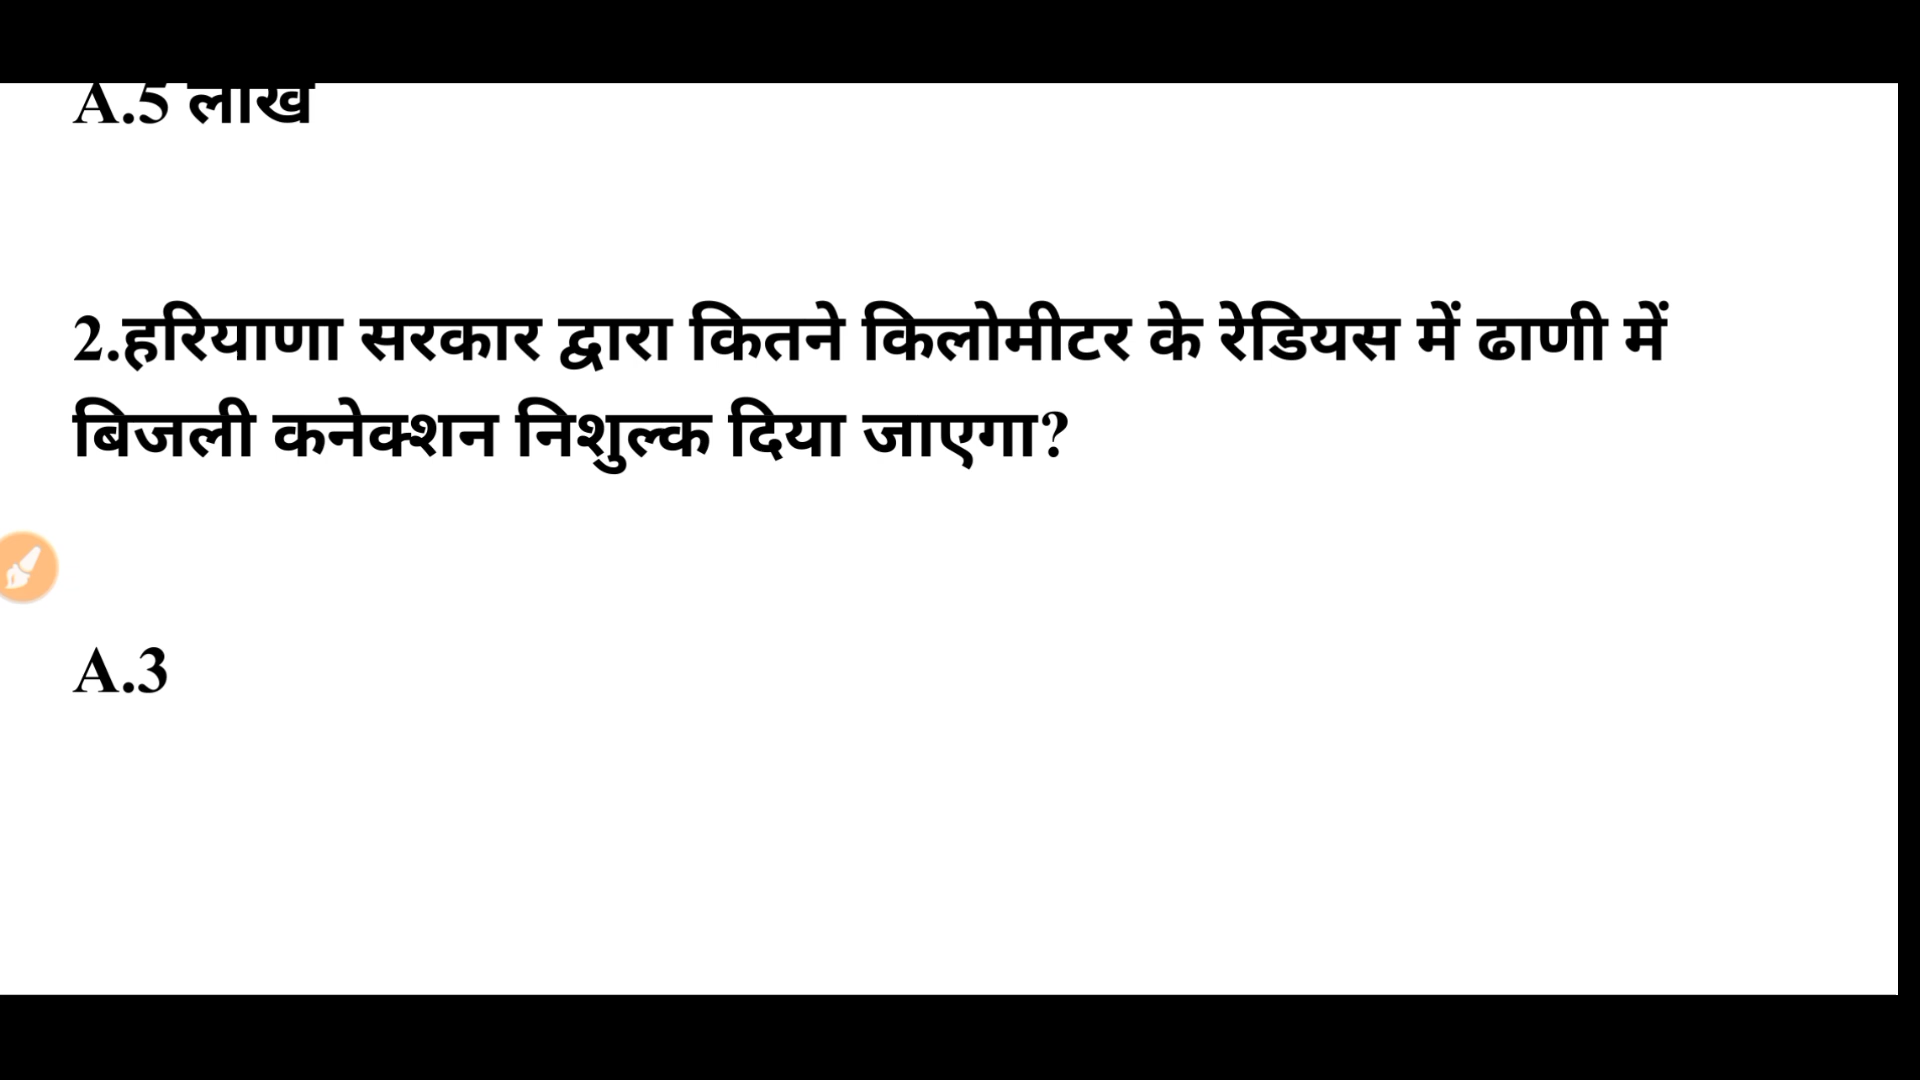 A.5 लाख
2.हरियाणा सरकार द्वारा कितने किलोमीटर के रेडियस में ढाणी में
बिजली कनेक्शन निशुल्क दिया जाएगा?
A.3